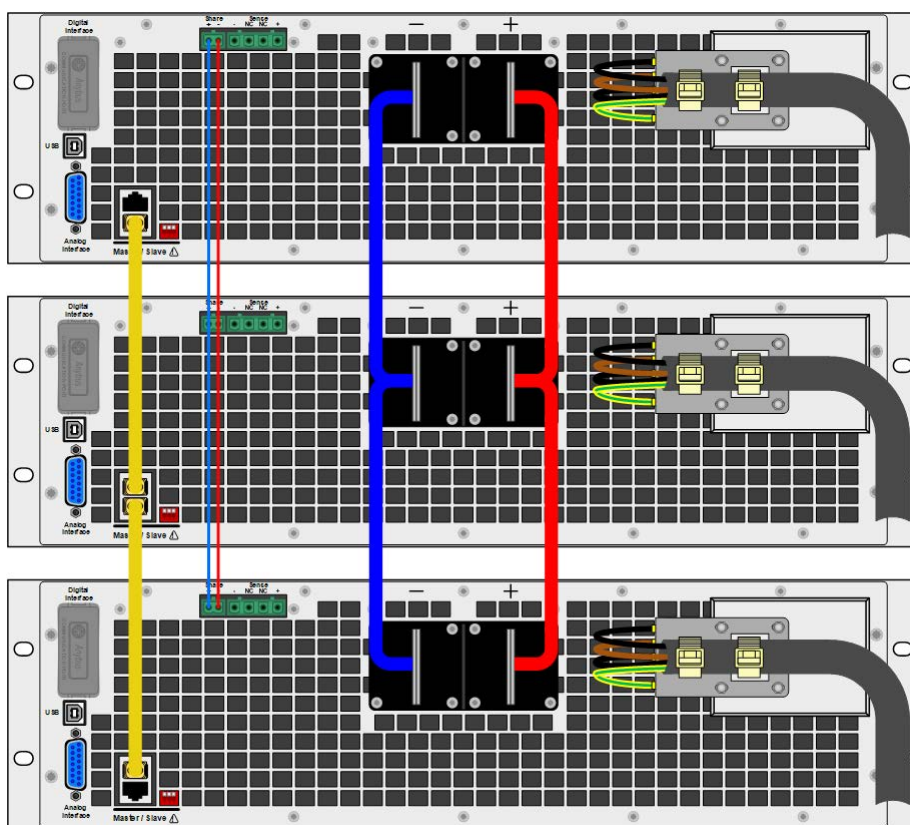 Share
+ -
Sense
- NC NC +
Digital
Interface
− +
USB
Analog
Interface
Master / Slave
Share
Sense
- NC NC +
Digital
Interface
− +
USB
Analog
Interface
Master / Slave
Share
Sense
- NC NC +
Digital
Interface
− +
USB
Analog
Interface
Master / Slave